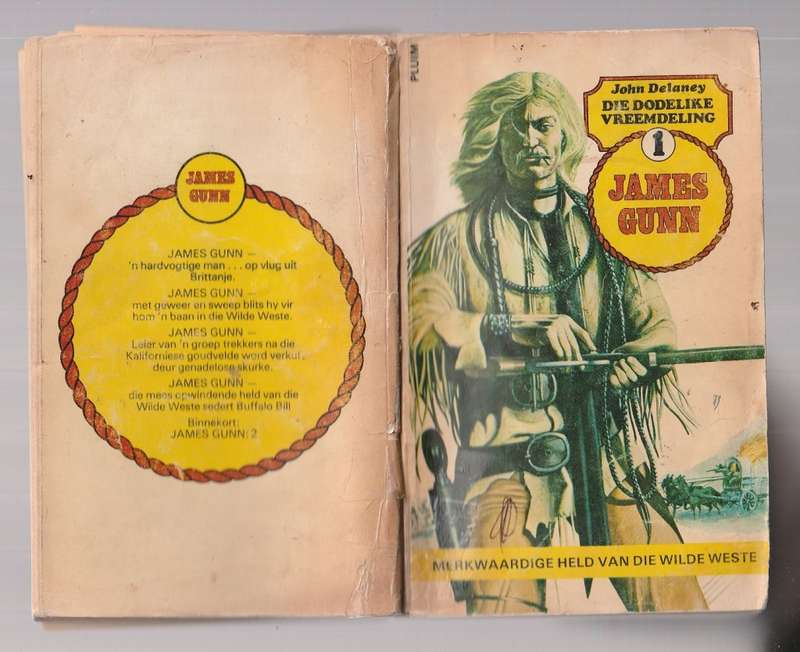 JAMES
GUNN
JAMES GUNN —
'n hardvogtige man . . . op vlug uit
Brittanje.
JAMES GUNN —
met geweer en sweep blits hy vir
hom 'n baan in die Wilde Weste.
JAMES GUNN —
Leier van 'n groep trekkers na die
Kaliforniese goudvelde word verkul
deur genadelose skurke.
JAMES GUNN —
die mees opwindende held van die
Wilde Weste sedert Buffalo Bill
Binnekort:
JAMES GUNN: 2
PLUIM
John Delaney
DIE DODELIKE
VREEMDELING
1
JAMES
GUNN
MERKWAARDIGE HELD VAN DIE WILDE WESTE